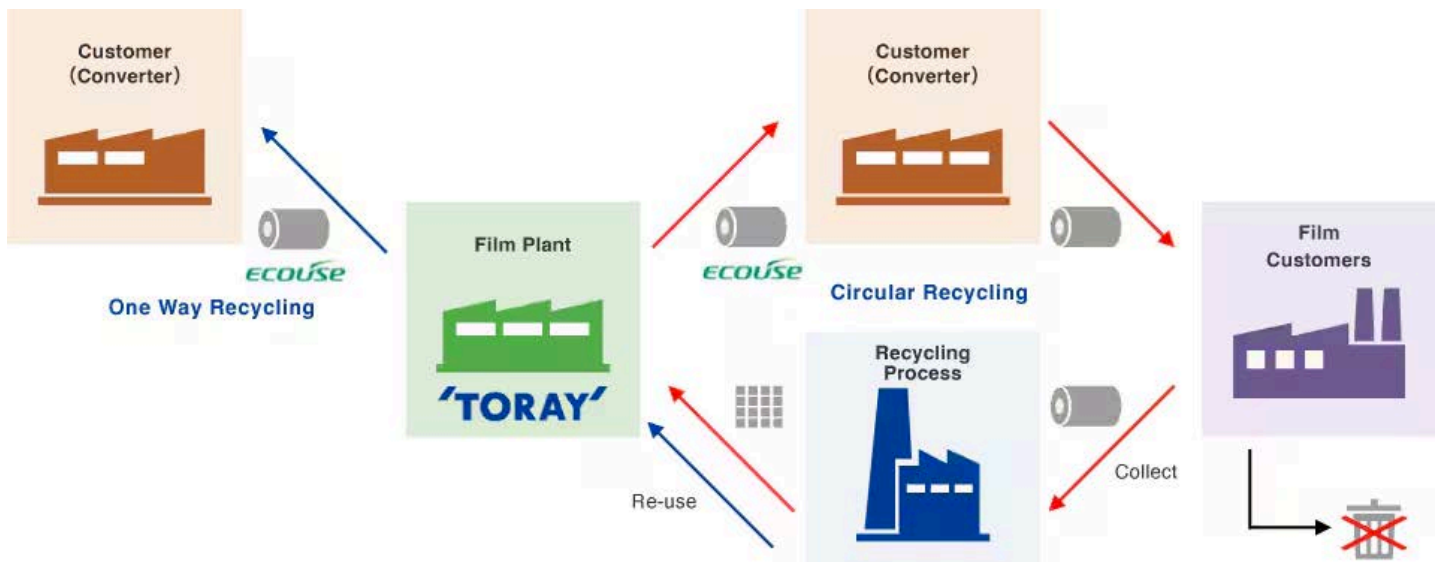 Customer
（Converter）
ECOUSE
One Way Recycling
Film Plant
'TORAY'
Customer
（Converter）
ECOUSE
Circular Recycling
Film
Customers
Recycling
Process
Collect
Re-use